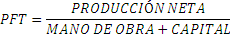 PFT = PRODUCCIÓN NETA
MANO DE OBRA + CAPITAL